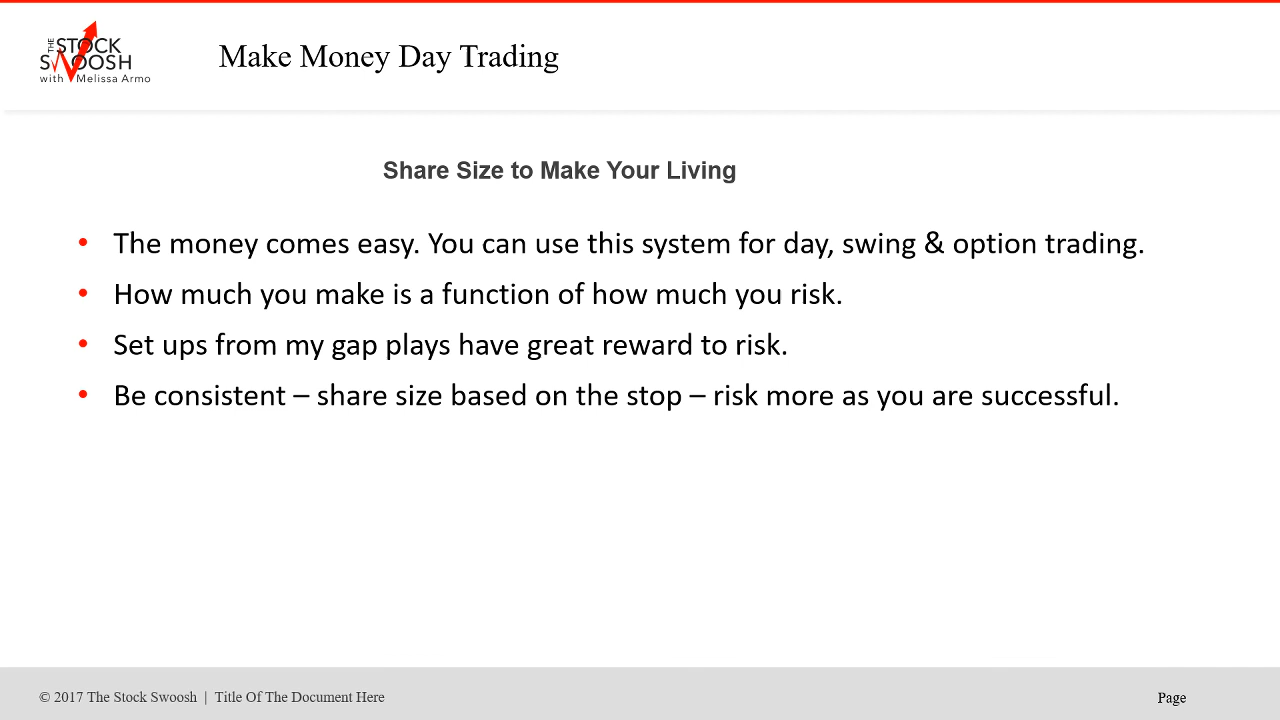 THE STOCK
SWOOSH
with Melissa Armo
Make Money Day Trading
Share Size to Make Your Living
• The money comes easy. You can use this system for day, swing & option trading.
• How much you make is a function of how much you risk.
• Set ups from my gap plays have great reward to risk.
• Be consistent – share size based on the stop – risk more as you are successful.
© 2017 The Stock Swoosh | Title Of The Document Here
Page